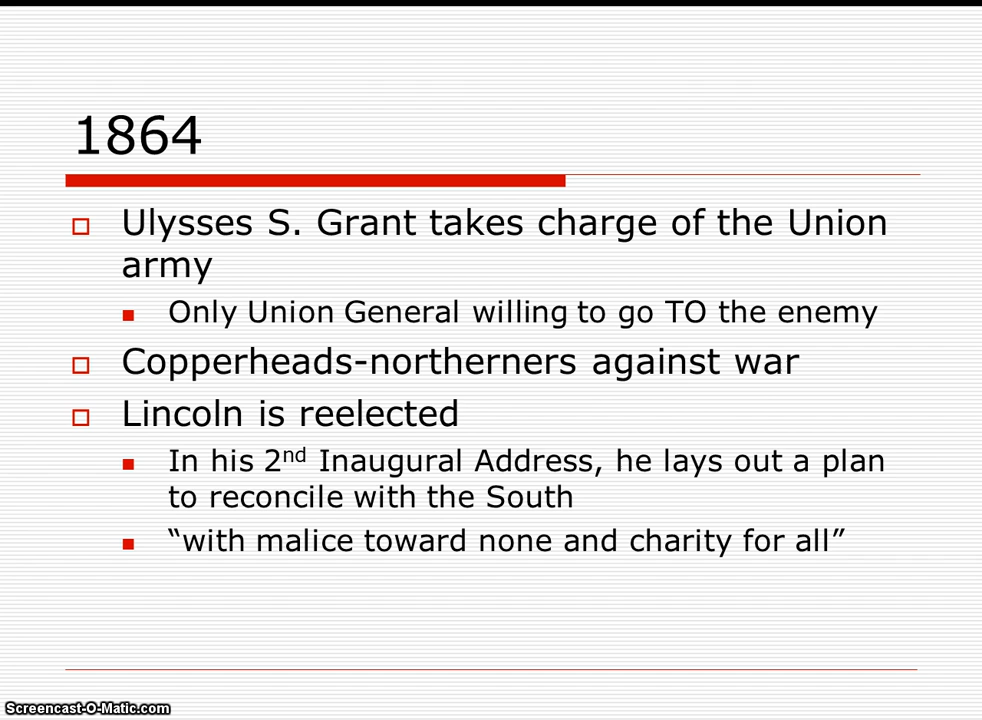 1864
Ulysses S. Grant takes charge of the Union
army
Only Union General willing to go TO the enemy
Copperheads-northerners against war
Lincoln is reelected
In his 2nd Inaugural Address, he lays out a plan
to reconcile with the South
“with malice toward none and charity for all”
Screencast-O-Matic.com